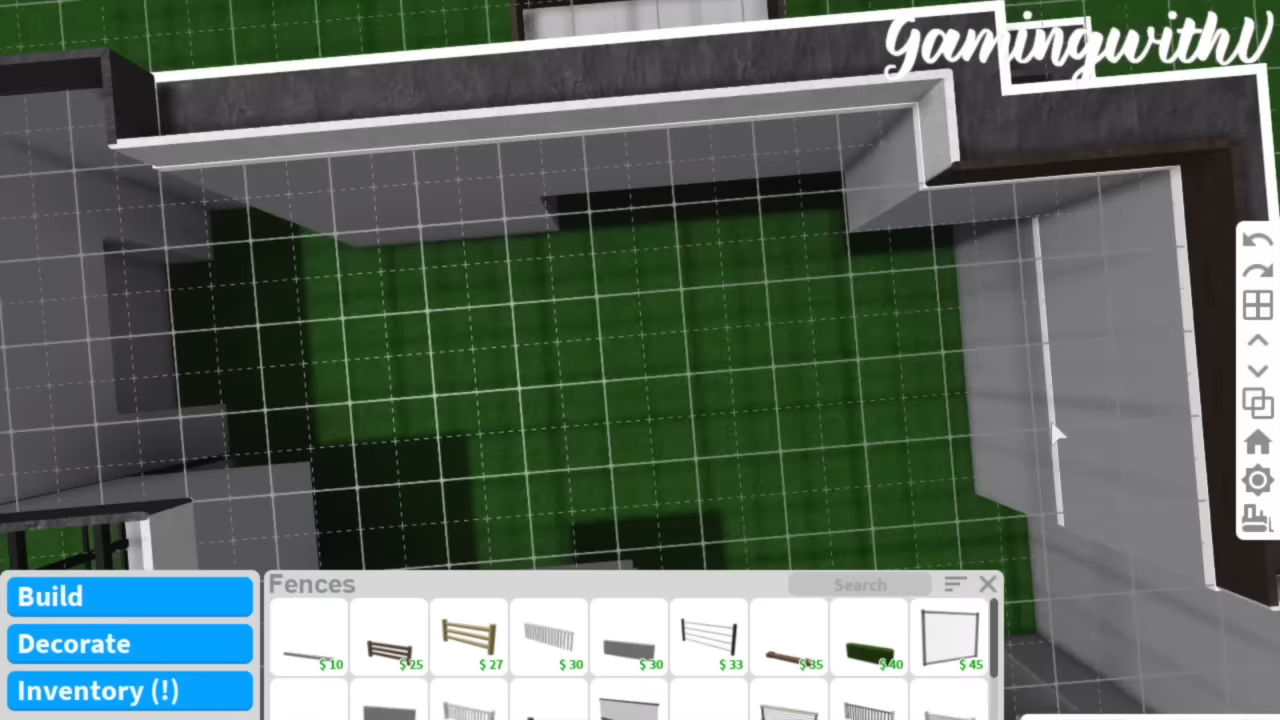 GamingwithV
Build
Decorate
Inventory (!)
Fences
Search
$ 10
$ 25
$ 27
$ 30
$ 30
$ 33
$ 35
$ 40
$ 45